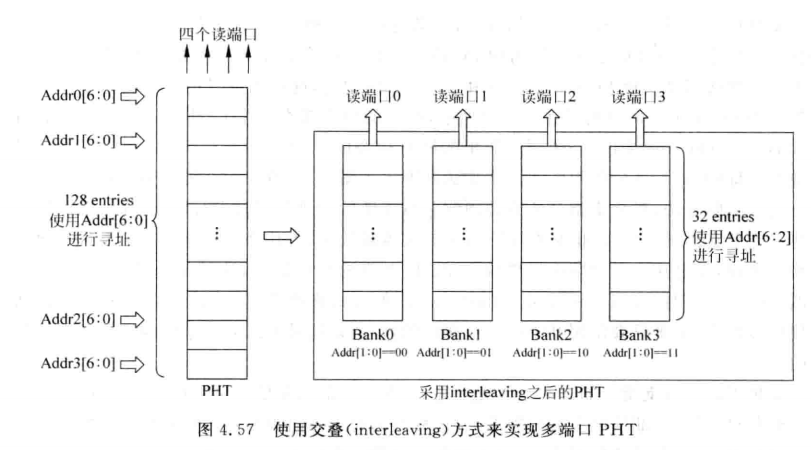 四个读端口
Addr0[6:0]
Addr1[6:0]
128 entries
使用Addr[6:0]
进行寻址
⋮
Addr2[6:0]
Addr3[6:0]
PHT
读端口0 读端口1 读端口2 读端口3
⋮ ⋮ ⋮ ⋮
32 entries
使用Addr[6:2]
进行寻址
Bank0 Bank1 Bank2 Bank3
Addr[1:0]==00 Addr[1:0]==01 Addr[1:0]==10 Addr[1:0]==11
采用interleaving之后的PHT
图 4.57 使用交叠(interleaving)方式来实现多端口 PHT